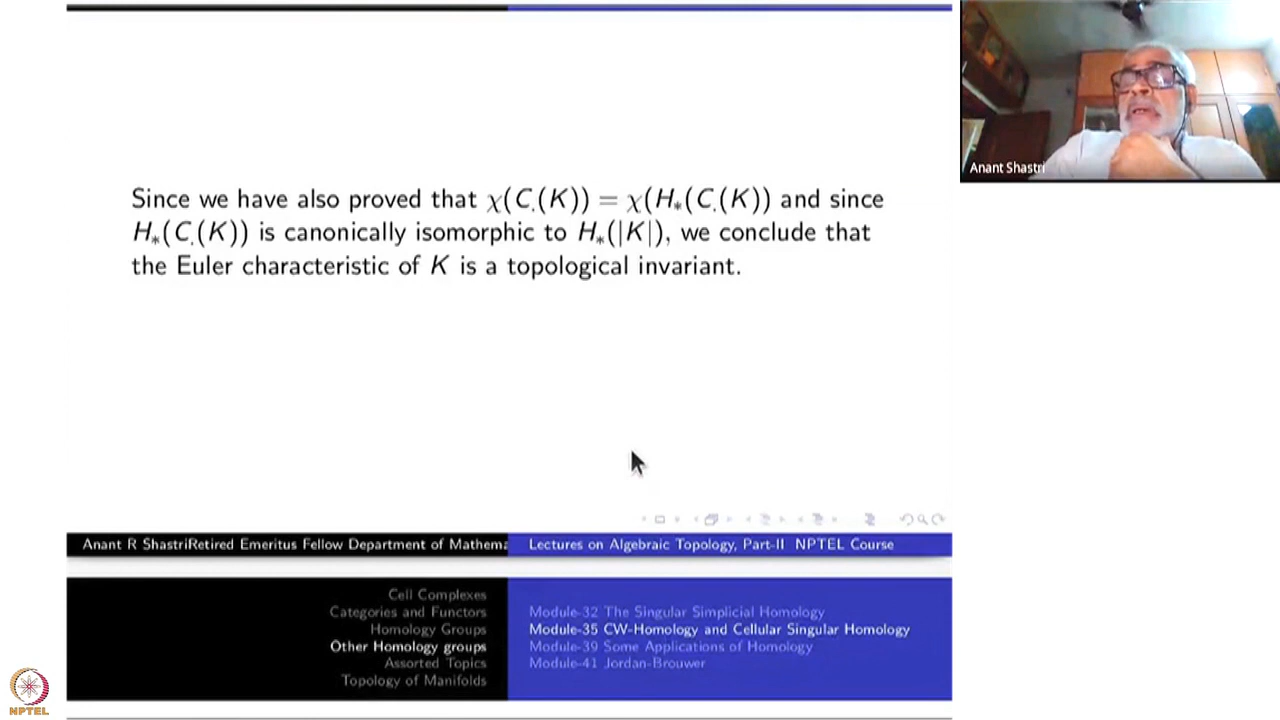 Anant Shastri
Since we have also proved that χ(C.(K)) = χ(H∗(C.(K)) and since
H∗(C.(K)) is canonically isomorphic to H∗(|K|), we conclude that
the Euler characteristic of K is a topological invariant.
Anant R ShastriRetired Emeritus Fellow Department of Mathema
Lectures on Algebraic Topology, Part-II NPTEL Course
Cell Complexes
Categories and Functors
Homology Groups
Other Homology groups
Assorted Topics
Topology of Manifolds
Module-32 The Singular Simplicial Homology
Module-35 CW-Homology and Cellular Singular Homology
Module-39 Some Applications of Homology
Module-41 Jordan-Brouwer
NPTEL